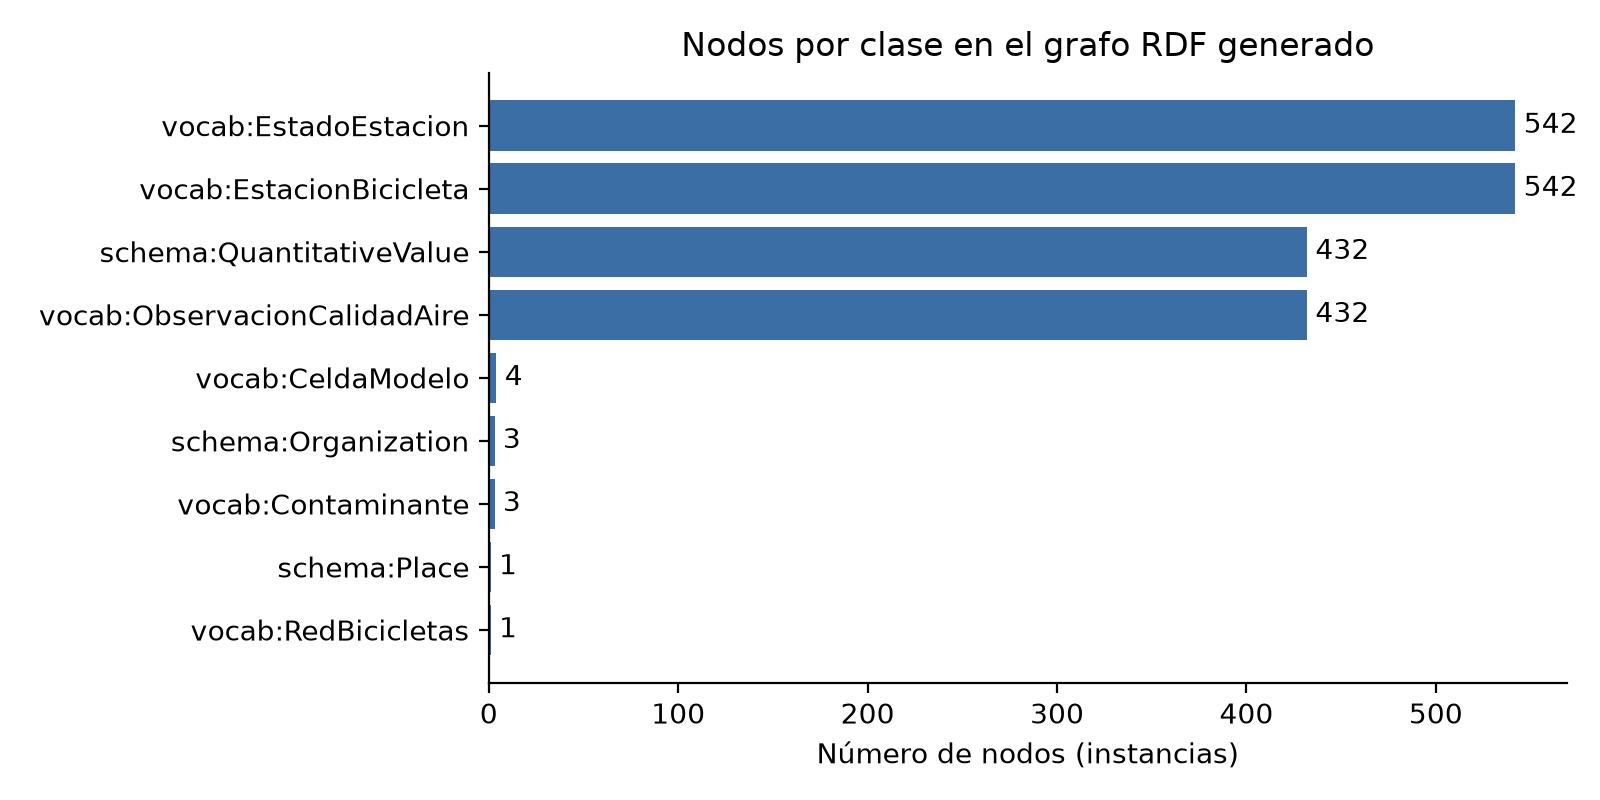 Nodos por clase en el grafo RDF generado
vocab:EstadoEstacion 542
vocab:EstacionBicicleta 542
schema:QuantitativeValue 432
vocab:ObservacionCalidadAire 432
vocab:CeldaModelo 4
schema:Organization 3
vocab:Contaminante 3
schema:Place 1
vocab:RedBicicletas 1
0 100 200 300 400 500
Número de nodos (instancias)